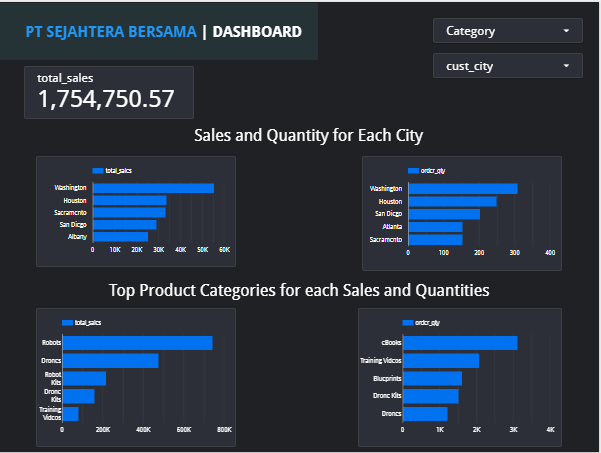 PT SEJAHTERA BERSAMA | DASHBOARD
Category
cust_city
total_sales
1,754,750.57
Sales and Quantity for Each City
total_sales
Washington
Houston
Sacramento
San Diego
Albany
0 10K 20K 30K 40K 50K 60K
order_qty
Washington
Houston
San Diego
Atlanta
Sacramento
0 100 200 300 400
Top Product Categories for each Sales and Quantities
total_sales
Robots
Drones
Robot
Kits
Drone
Kits
Training
Videos
0 200K 400K 600K 800K
order_qty
eBooks
Training Videos
Blueprints
Drone Kits
Drones
0 1K 2K 3K 4K